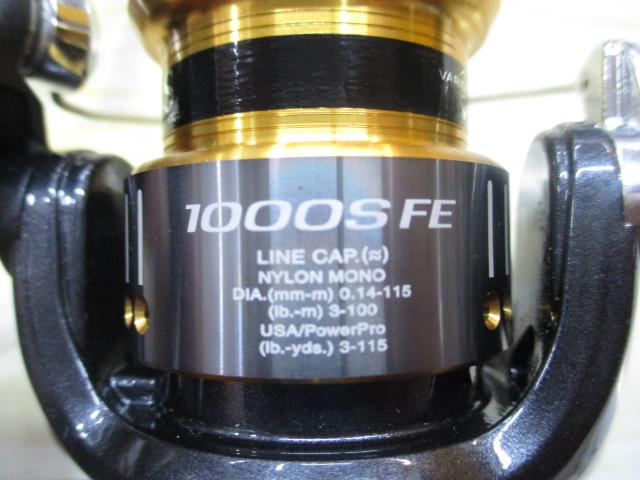 1000S FE
LINE CAP.(≈)
NYLON MONO
DIA.(mm-m) 0.14-115
(lb.-m) 3-100
USA/PowerPro
(lb.-yds.) 3-115